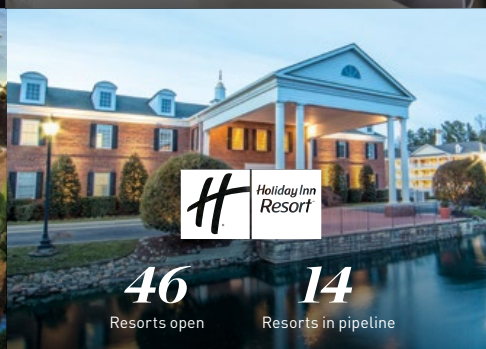 H
Holiday Inn
Resort
46 14
Resorts open Resorts in pipeline